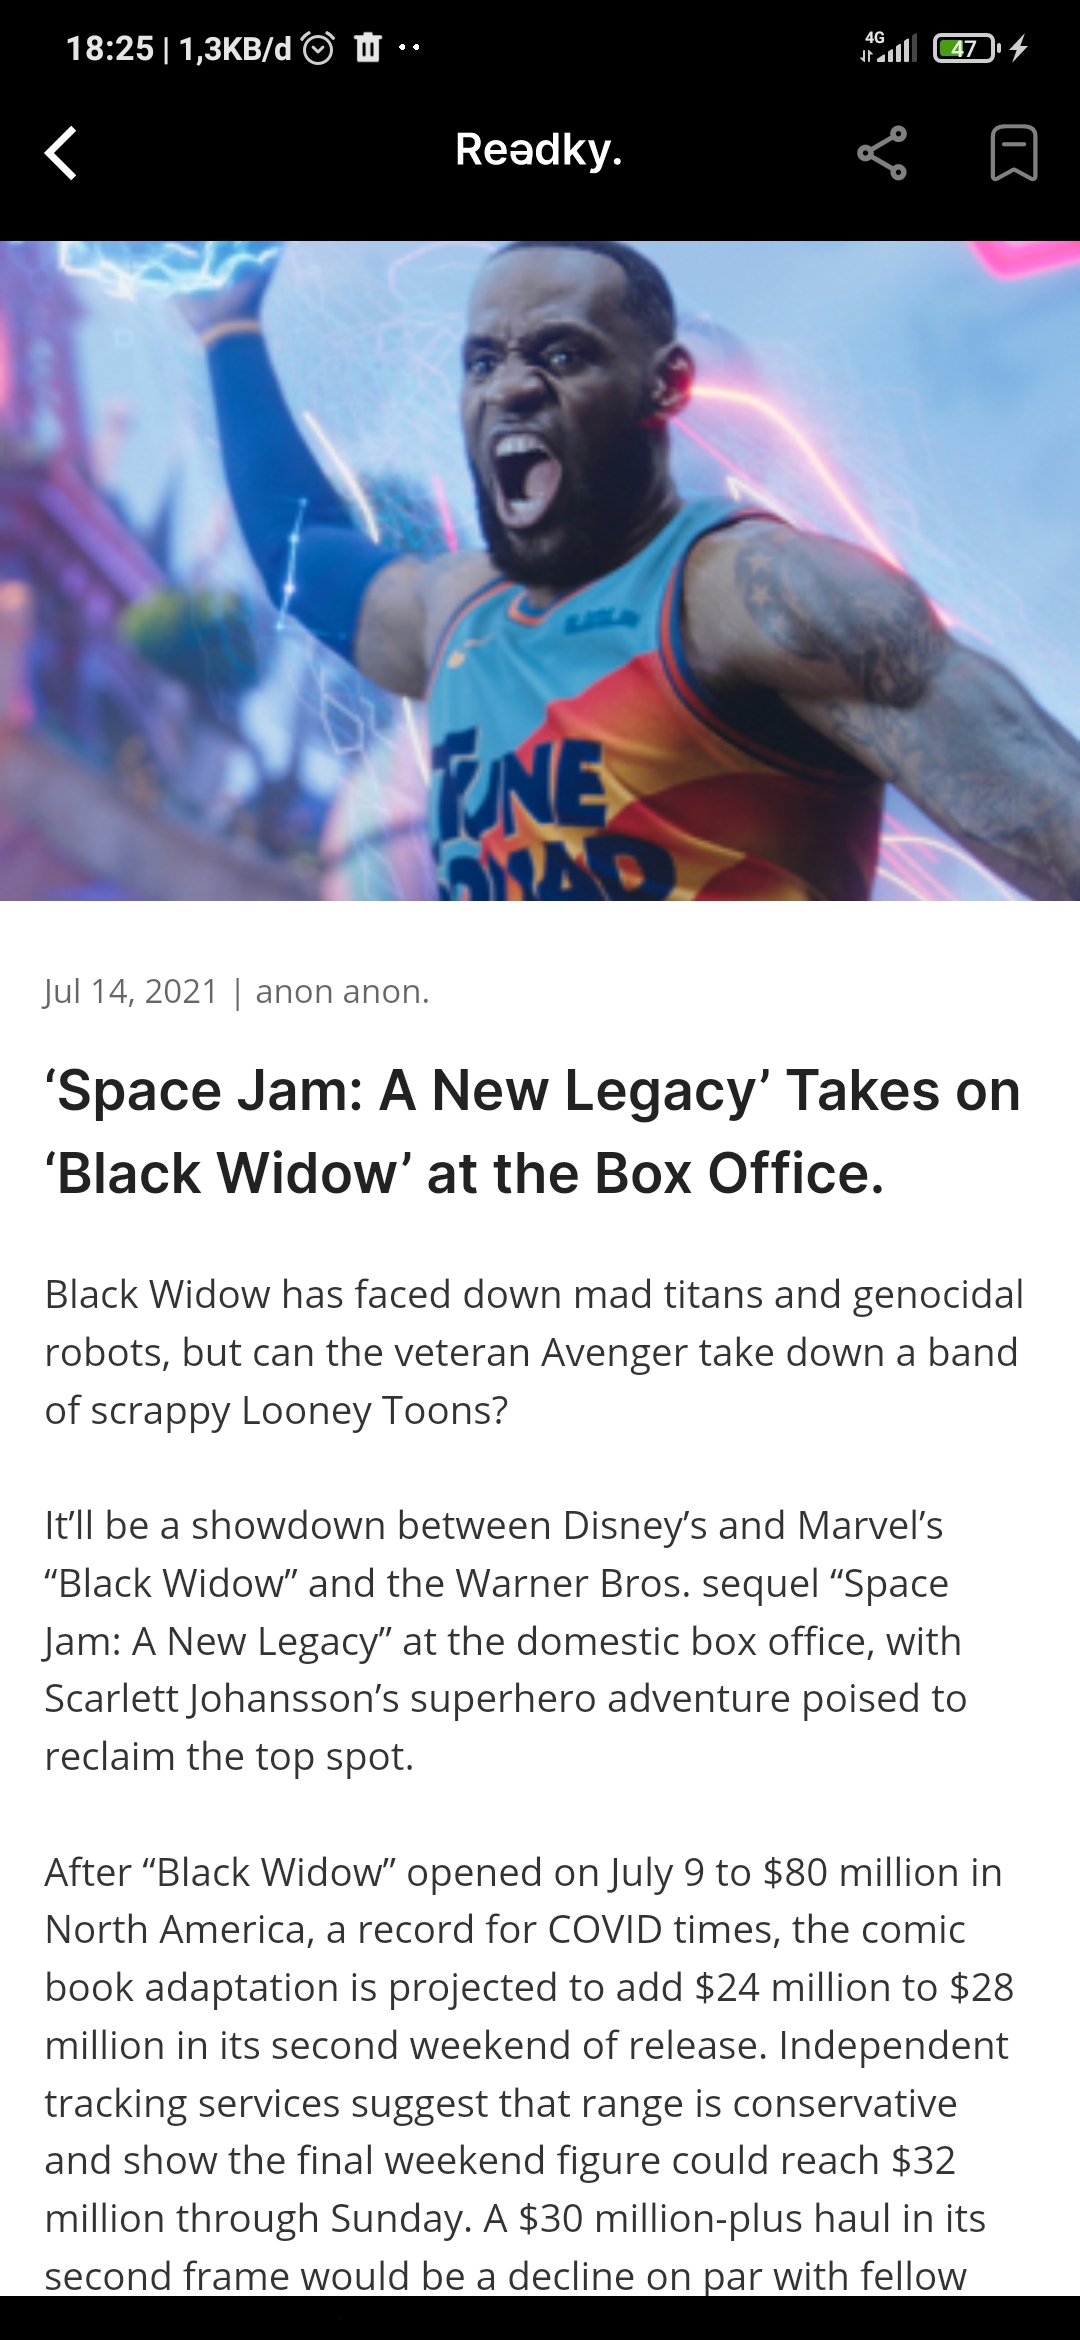 18:25 | 1,3KB/d
4G
47
Readky.
TUNE
SQUAD
Jul 14, 2021 | anon anon.
‘Space Jam: A New Legacy’ Takes on
‘Black Widow’ at the Box Office.
Black Widow has faced down mad titans and genocidal
robots, but can the veteran Avenger take down a band
of scrappy Looney Toons?
It’ll be a showdown between Disney’s and Marvel’s
“Black Widow” and the Warner Bros. sequel “Space
Jam: A New Legacy” at the domestic box office, with
Scarlett Johansson’s superhero adventure poised to
reclaim the top spot.
After “Black Widow” opened on July 9 to $80 million in
North America, a record for COVID times, the comic
book adaptation is projected to add $24 million to $28
million in its second weekend of release. Independent
tracking services suggest that range is conservative
and show the final weekend figure could reach $32
million through Sunday. A $30 million-plus haul in its
second frame would be a decline on par with fellow